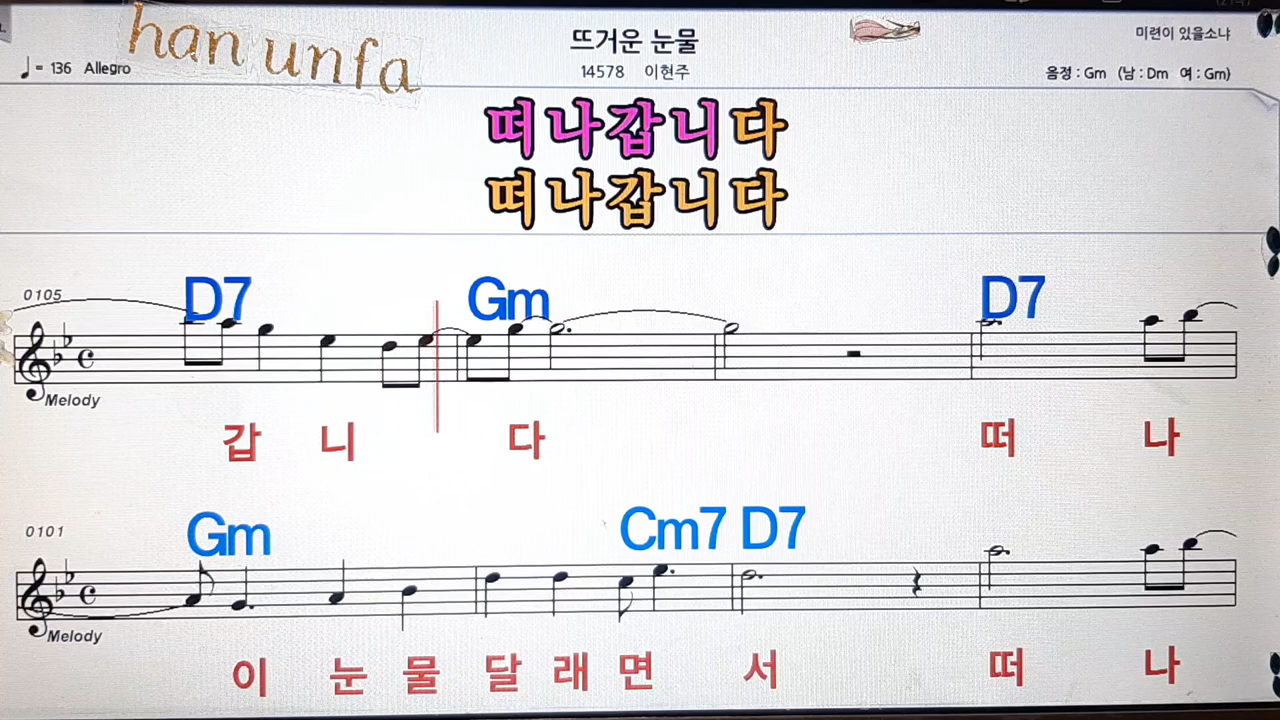 han unfa
뜨거운 눈물
미련이 있을소냐
♩ = 136 Allegro
14578 이현주
음정 : Gm (남 : Dm 여 : Gm)
떠나갑니다
떠나갑니다
0105
D7 Gm D7
Melody
갑 니 다 떠 나
0101
Gm Cm7 D7
Melody
이 눈 물 달 래 면 서 떠 나